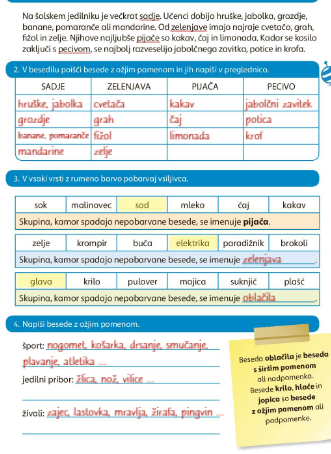 Na šolskem jedilniku je večkrat sadje. Učenci dobijo hruške, jabolka, grozdje,
banane, pomaranče ali mandarine. Od zelenjave imajo najraje cvetačo, grah,
fižol in zelje. Njihove najljubše pijače so kakav, čaj in limonada. Kadar se kosilo
zaključi s pecivom, se najbolj razveselijo jabolčnega zavitka, potice in krofa.
2. V besedilu poišči besede z ožjim pomenom in jih napiši v preglednico.
SADJE ZELENJAVA PIJAČA PECIVO
hruške, jabolka cvetača kakav jabolčni zavitek
grozdje grah čaj potica
banane, pomaranče fižol limonada krof
mandarine zelje
3. V vsaki vrsti z rumeno barvo pobarvaj vsiljivca.
sok malinovec sad mleko čaj kakav
Skupina, kamor spadajo nepobarvane besede, se imenuje pijača.
zelje krompir buča elektrika paradižnik brokoli
Skupina, kamor spadajo nepobarvane besede, se imenuje zelenjava.
glava krilo pulover majica suknjič plašč
Skupina, kamor spadajo nepobarvane besede, se imenuje oblačila.
4. Napiši besede z ožjim pomenom.
šport: nogomet, košarka, drsanje, smučanje,
plavanje, atletika ...
jedilni pribor: žlica, nož, vilice ...
živali: zajec, lastovka, mravlja, žirafa, pingvin ...
Beseda oblačila je beseda
s širšim pomenom
ali nadpomenka.
Besede krilo, hlače in
jopica so besede
z ožjim pomenom ali
podpomenke.